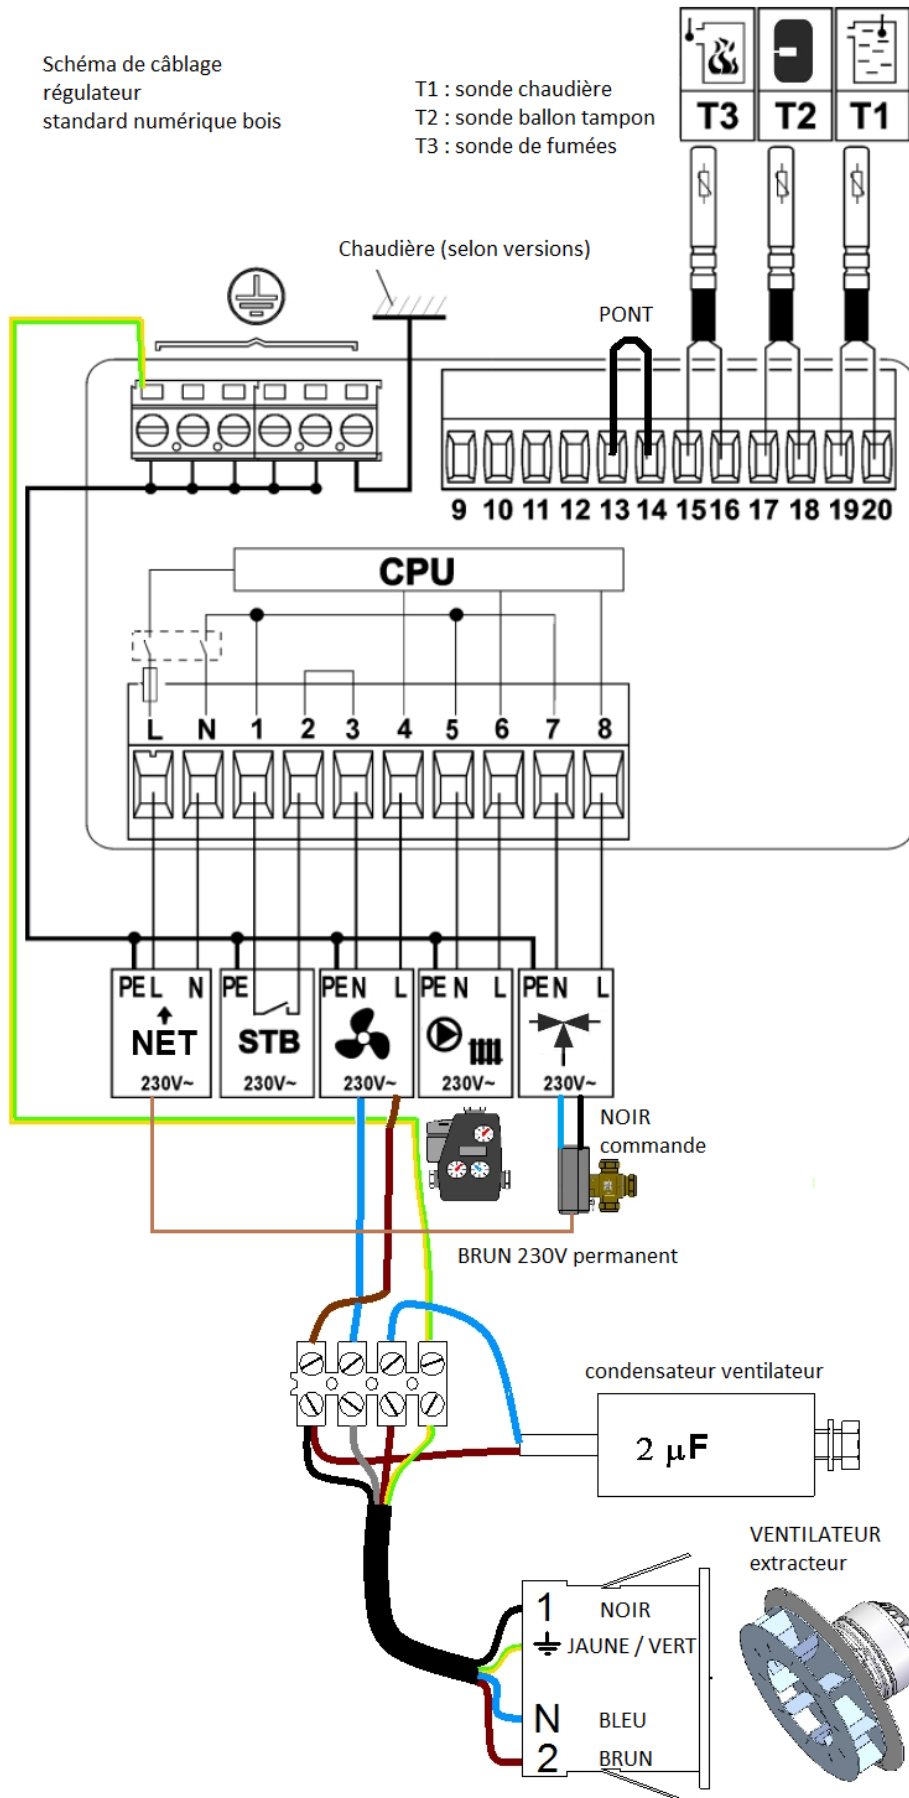 Schéma de câblage
régulateur
standard numérique bois
T1 : sonde chaudière
T2 : sonde ballon tampon
T3 : sonde de fumées
T3 T2 T1
Chaudière (selon versions)
PONT
9 10 11 12 13 14 15 16 17 18 19 20
CPU
L N 1 2 3 4 5 6 7 8
PE L N
NET
230V~
PE
STB
230V~
PE N L
230V~
PE N L
230V~
PE N L
230V~
NOIR
commande
BRUN 230V permanent
condensateur ventilateur
2 µF
VENTILATEUR
extracteur
1 NOIR
JAUNE / VERT
N BLEU
2 BRUN